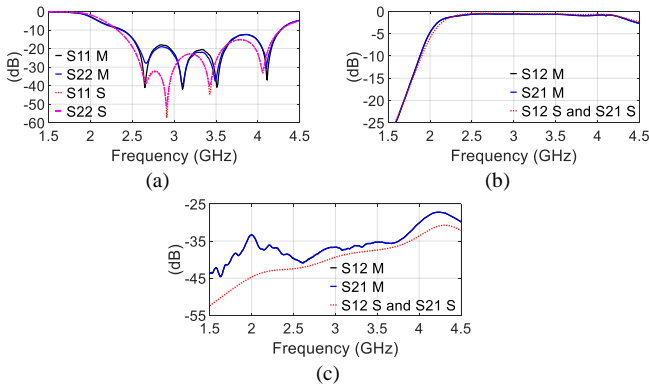 0
-10
-20
-30
-40
-50
-60
(dB)
S11 M
S22 M
S11 S
S22 S
1.5 2 2.5 3 3.5 4 4.5
Frequency (GHz)
(a)
0
-5
-10
-15
-20
-25
(dB)
S12 M
S21 M
S12 S and S21 S
1.5 2 2.5 3 3.5 4 4.5
Frequency (GHz)
(b)
-25
-35
-45
-55
(dB)
S12 M
S21 M
S12 S and S21 S
1.5 2 2.5 3 3.5 4 4.5
Frequency (GHz)
(c)